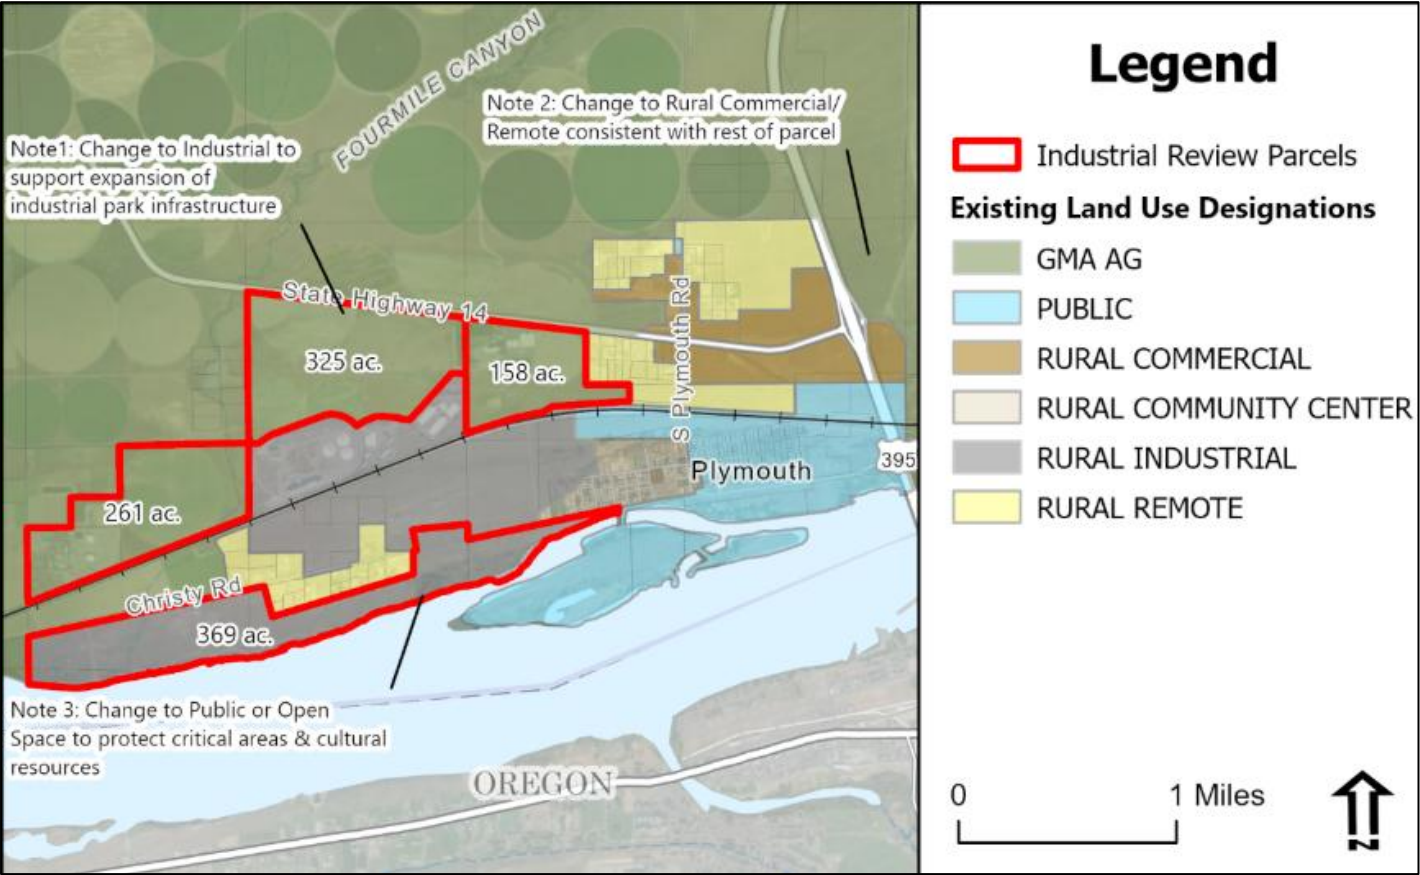 FOURMILE CANYON
Note 2: Change to Rural Commercial/
Remote consistent with rest of parcel
Note1: Change to Industrial to
support expansion of
industrial park infrastructure
State Highway 14
S Plymouth Rd
325 ac.
158 ac.
Plymouth
395
261 ac.
Christy Rd
369 ac.
Note 3: Change to Public or Open
Space to protect critical areas & cultural
resources
OREGON
Legend
Industrial Review Parcels
Existing Land Use Designations
GMA AG
PUBLIC
RURAL COMMERCIAL
RURAL COMMUNITY CENTER
RURAL INDUSTRIAL
RURAL REMOTE
0 1 Miles
N